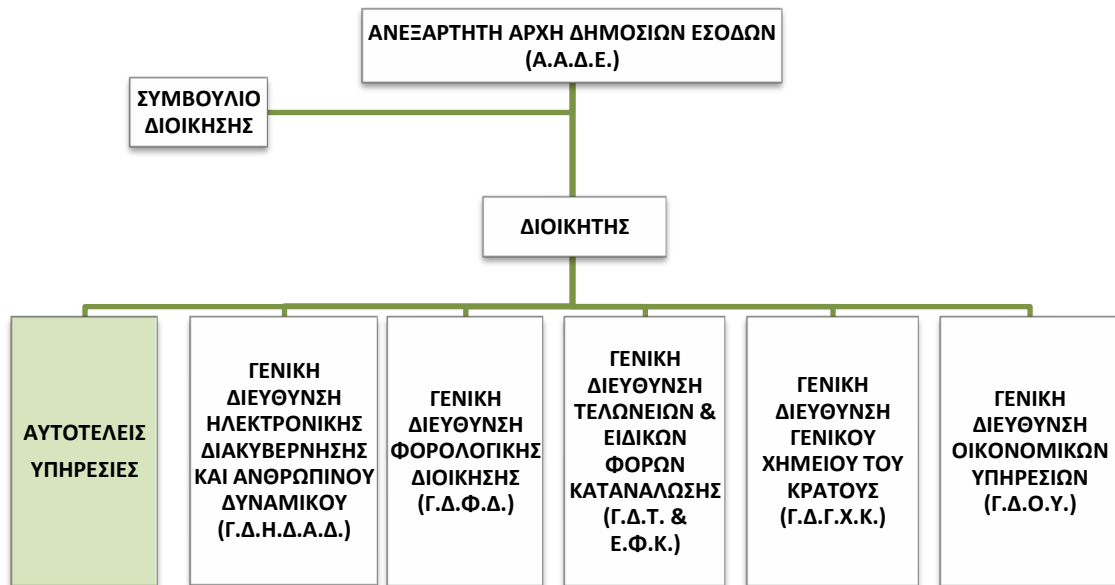 ΑΝΕΞΑΡΤΗΤΗ ΑΡΧΗ ΔΗΜΟΣΙΩΝ ΕΣΟΔΩΝ
(Α.Α.Δ.Ε.)
ΣΥΜΒΟΥΛΙΟ
ΔΙΟΙΚΗΣΗΣ
ΔΙΟΙΚΗΤΗΣ
ΑΥΤΟΤΕΛΕΙΣ
ΥΠΗΡΕΣΙΕΣ
ΓΕΝΙΚΗ
ΔΙΕΥΘΥΝΣΗ
ΗΛΕΚΤΡΟΝΙΚΗΣ
ΔΙΑΚΥΒΕΡΝΗΣΗΣ
ΚΑΙ ΑΝΘΡΩΠΙΝΟΥ
ΔΥΝΑΜΙΚΟΥ
(Γ.Δ.Η.Δ.Α.Δ.)
ΓΕΝΙΚΗ
ΔΙΕΥΘΥΝΣΗ
ΦΟΡΟΛΟΓΙΚΗΣ
ΔΙΟΙΚΗΣΗΣ
(Γ.Δ.Φ.Δ.)
ΓΕΝΙΚΗ
ΔΙΕΥΘΥΝΣΗ
ΤΕΛΩΝΕΙΩΝ &
ΕΙΔΙΚΩΝ
ΦΟΡΩΝ
ΚΑΤΑΝΑΛΩΣΗΣ
(Γ.Δ.Τ. &
Ε.Φ.Κ.)
ΓΕΝΙΚΗ
ΔΙΕΥΘΥΝΣΗ
ΓΕΝΙΚΟΥ
ΧΗΜΕΙΟΥ ΤΟΥ
ΚΡΑΤΟΥΣ
(Γ.Δ.Γ.Χ.Κ.)
ΓΕΝΙΚΗ
ΔΙΕΥΘΥΝΣΗ
ΟΙΚΟΝΟΜΙΚΩΝ
ΥΠΗΡΕΣΙΩΝ
(Γ.Δ.Ο.Υ.)